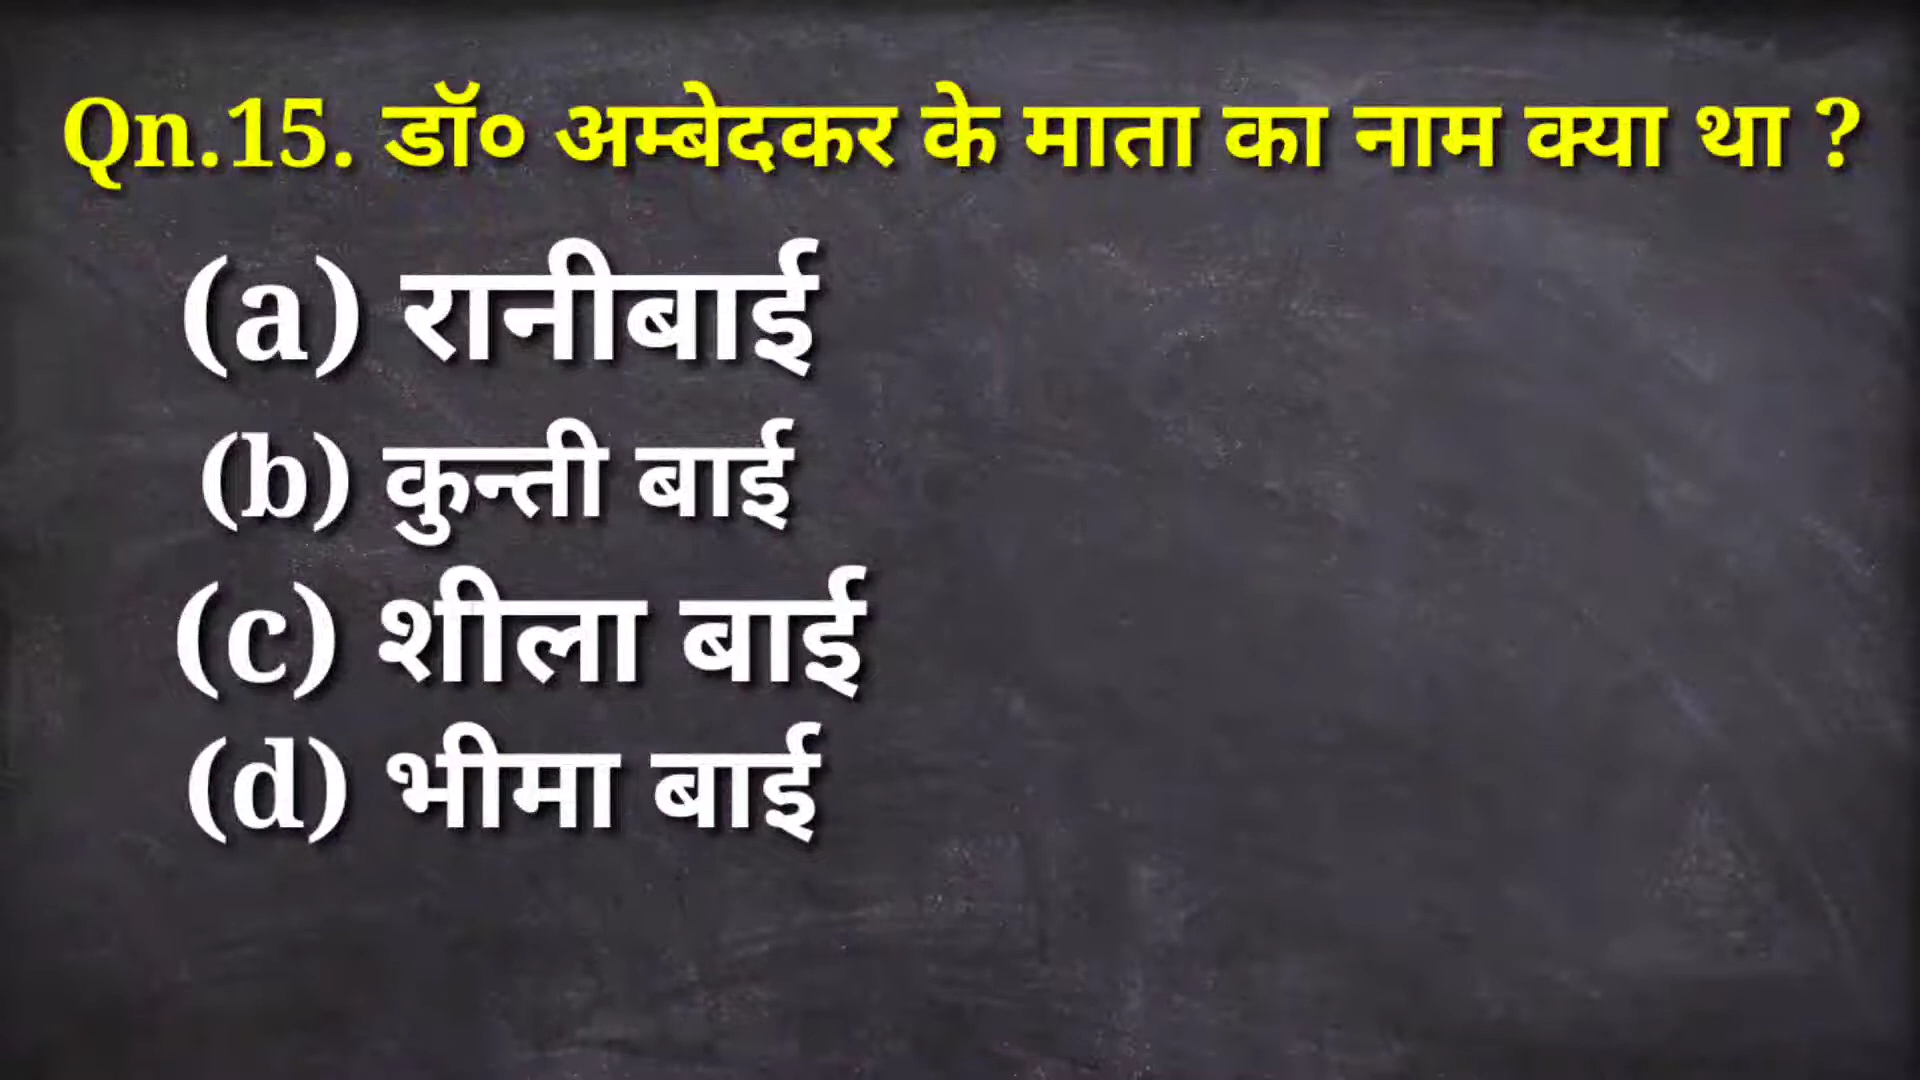 Qn.15. डॉ० अम्बेदकर के माता का नाम क्या था ?
(a) रानीबाई
(b) कुन्ती बाई
(c) शीला बाई
(d) भीमा बाई